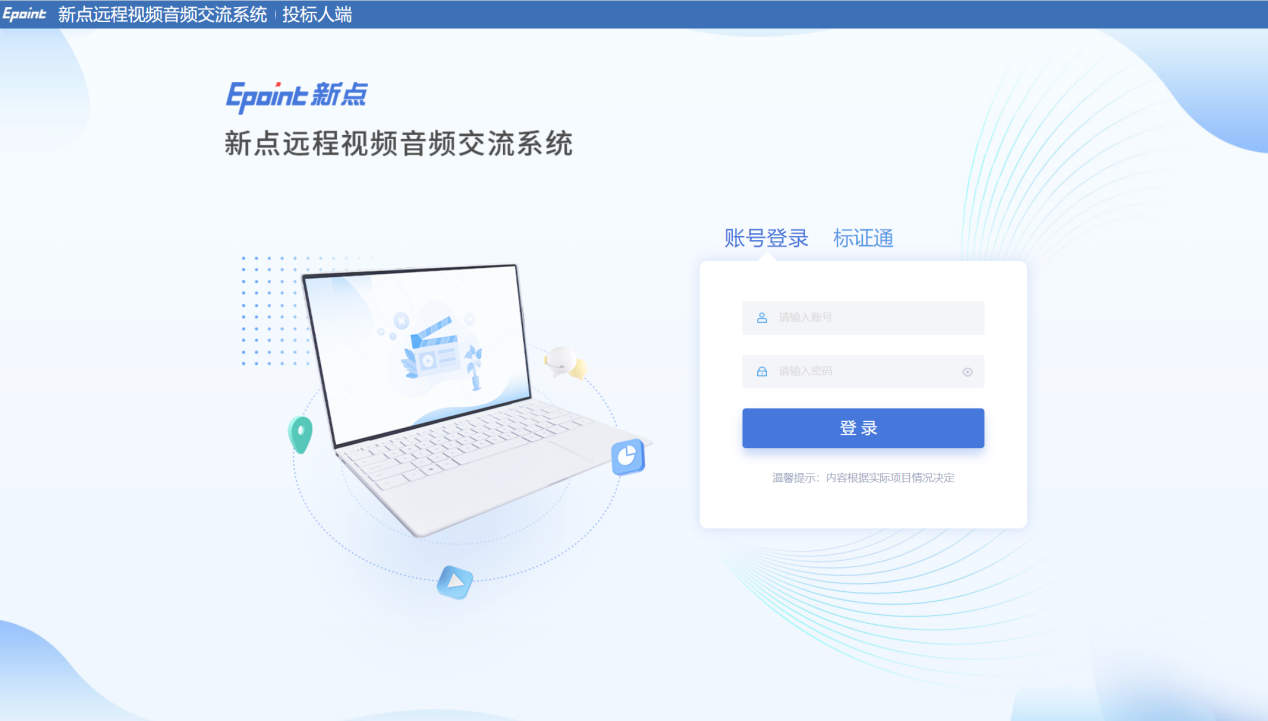 Epoint 新点远程视频音频交流系统 | 投标人端
Epoint 新点
新点远程视频音频交流系统
账号登录 标证通
请输入账号
请输入密码
登 录
温馨提示：内容根据实际项目情况决定